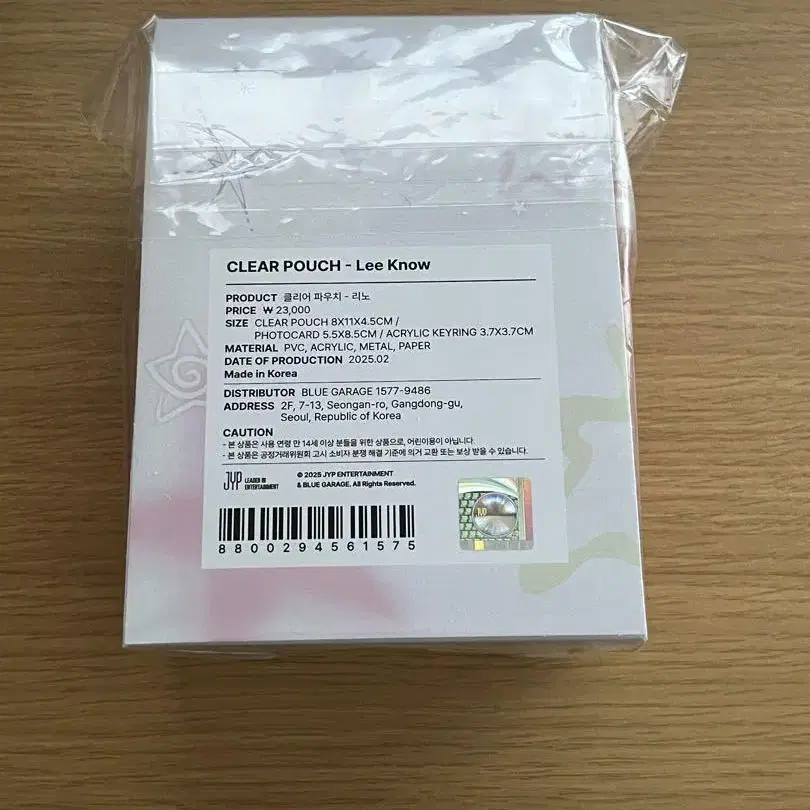 CLEAR POUCH - Lee Know
PRODUCT 클리어 파우치 - 리노
PRICE ₩ 23,000
SIZE CLEAR POUCH 8X11X4.5CM /
PHOTOCARD 5.5X8.5CM / ACRYLIC KEYRING 3.7X3.7CM
MATERIAL PVC, ACRYLIC, METAL, PAPER
DATE OF PRODUCTION 2025.02
Made in Korea
DISTRIBUTOR BLUE GARAGE 1577-9486
ADDRESS 2F, 7-13, Seongan-ro, Gangdong-gu,
Seoul, Republic of Korea
CAUTION
- 본 상품은 사용 연령 만 14세 이상 분들을 위한 상품으로, 어린이용이 아닙니다.
- 본 상품은 공정거래위원회 고시 소비자 분쟁 해결 기준에 의거 교환 또는 보상 받을 수 있습니다.
JYP LEADER IN
ENTERTAINMENT
© 2025 JYP ENTERTAINMENT
& BLUE GARAGE. All Rights Reserved.
8800294561575
JYP